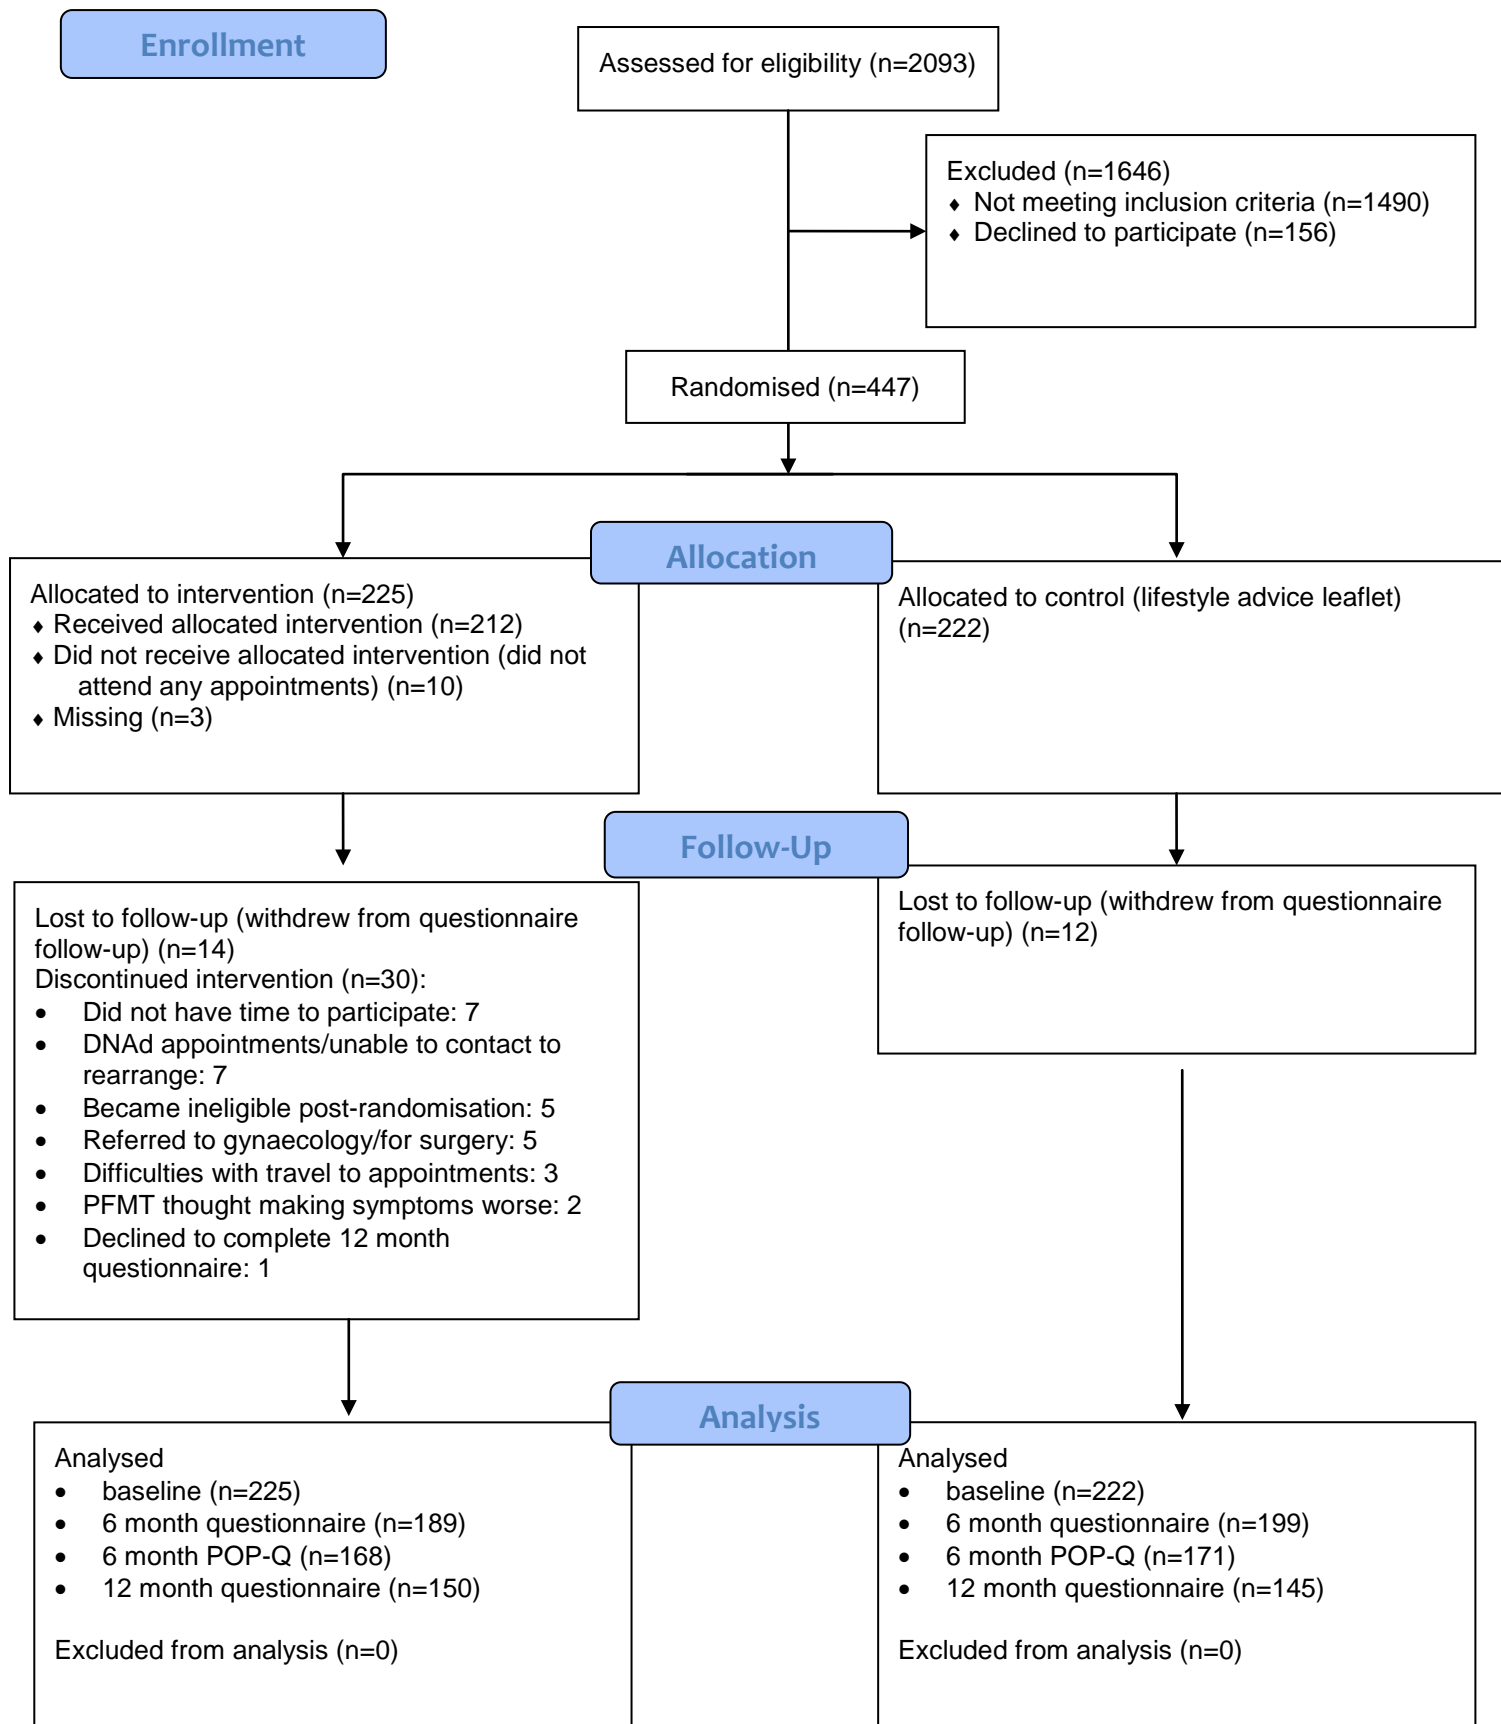 Enrollment
Assessed for eligibility (n=2093)
Excluded (n=1646)
♦ Not meeting inclusion criteria (n=1490)
♦ Declined to participate (n=156)
Randomised (n=447)
Allocation
Allocated to intervention (n=225)
♦ Received allocated intervention (n=212)
♦ Did not receive allocated intervention (did not
attend any appointments) (n=10)
♦ Missing (n=3)
Allocated to control (lifestyle advice leaflet)
(n=222)
Follow-Up
Lost to follow-up (withdrew from questionnaire
follow-up) (n=14)
Discontinued intervention (n=30):
• Did not have time to participate: 7
• DNAd appointments/unable to contact to
rearrange: 7
• Became ineligible post-randomisation: 5
• Referred to gynaecology/for surgery: 5
• Difficulties with travel to appointments: 3
• PFMT thought making symptoms worse: 2
• Declined to complete 12 month
questionnaire: 1
Lost to follow-up (withdrew from questionnaire
follow-up) (n=12)
Analysis
Analysed
• baseline (n=225)
• 6 month questionnaire (n=189)
• 6 month POP-Q (n=168)
• 12 month questionnaire (n=150)
Excluded from analysis (n=0)
Analysed
• baseline (n=222)
• 6 month questionnaire (n=199)
• 6 month POP-Q (n=171)
• 12 month questionnaire (n=145)
Excluded from analysis (n=0)